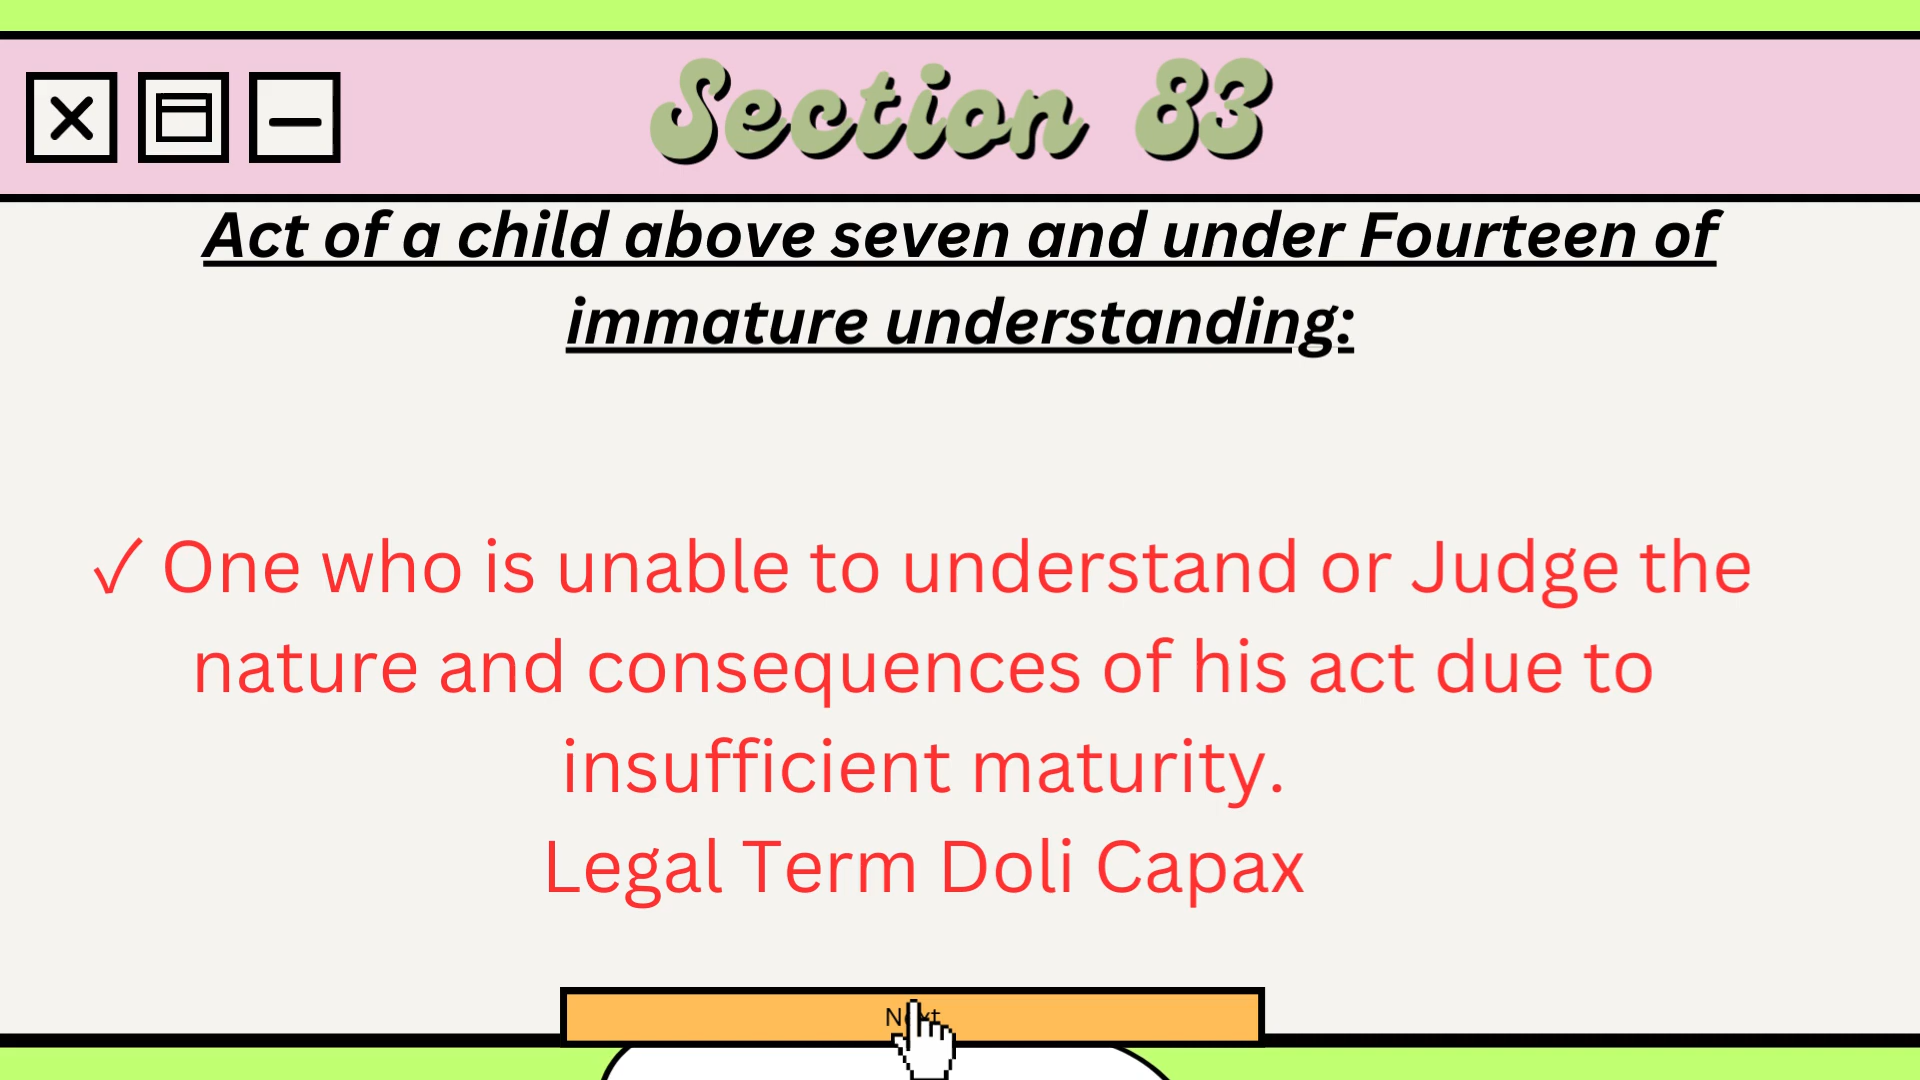 Section 83
Act of a child above seven and under Fourteen of
immature understanding:
✓ One who is unable to understand or Judge the
nature and consequences of his act due to
insufficient maturity.
Legal Term Doli Capax
Next